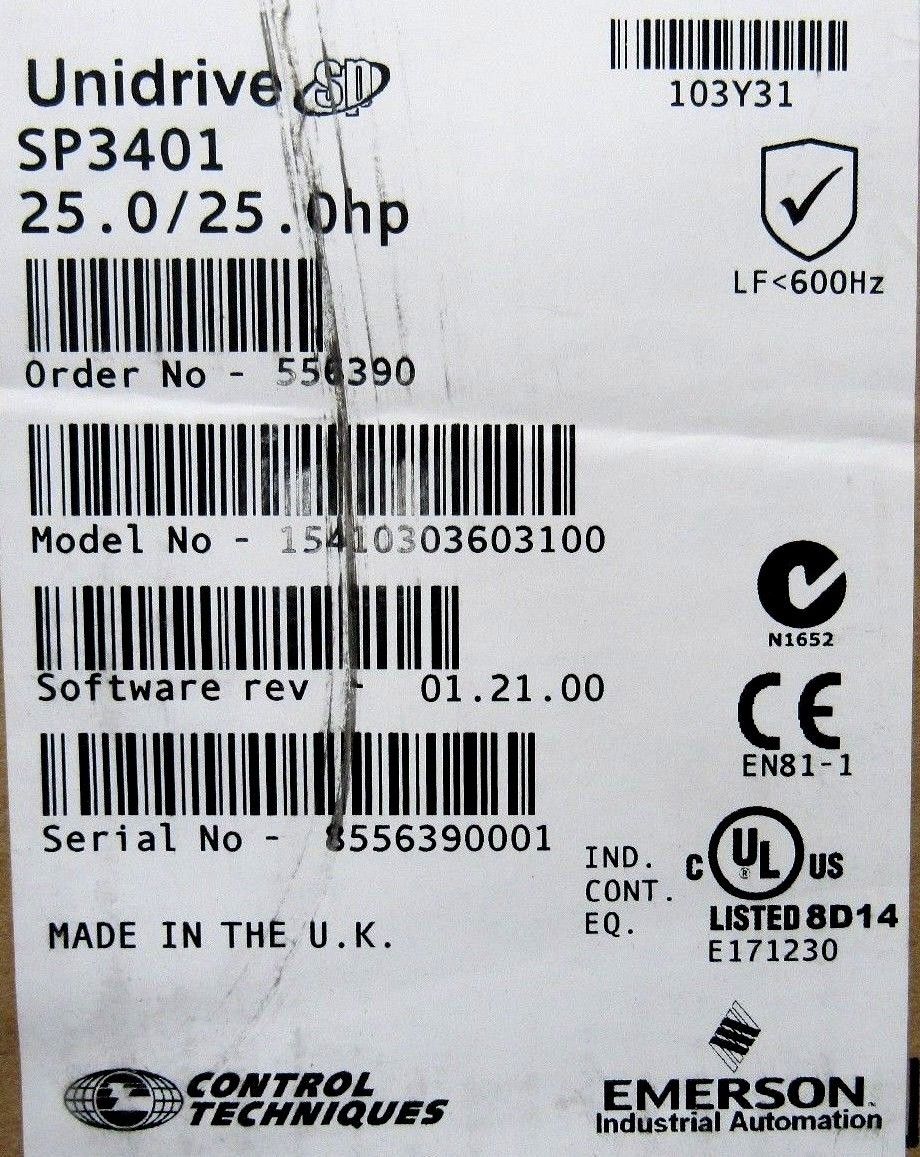 Unidrive SP
103Y31
SP3401
25.0/25.0hp
LF<600Hz
Order No - 556390
Model No - 15410303603100
N1652
Software rev - 01.21.00
CE
EN81-1
Serial No - 8556390001
IND.
CONT.
EQ.
C UL US
®
LISTED 8D14
E171230
MADE IN THE U.K.
CONTROL
TECHNIQUES
EMERSON
Industrial Automation